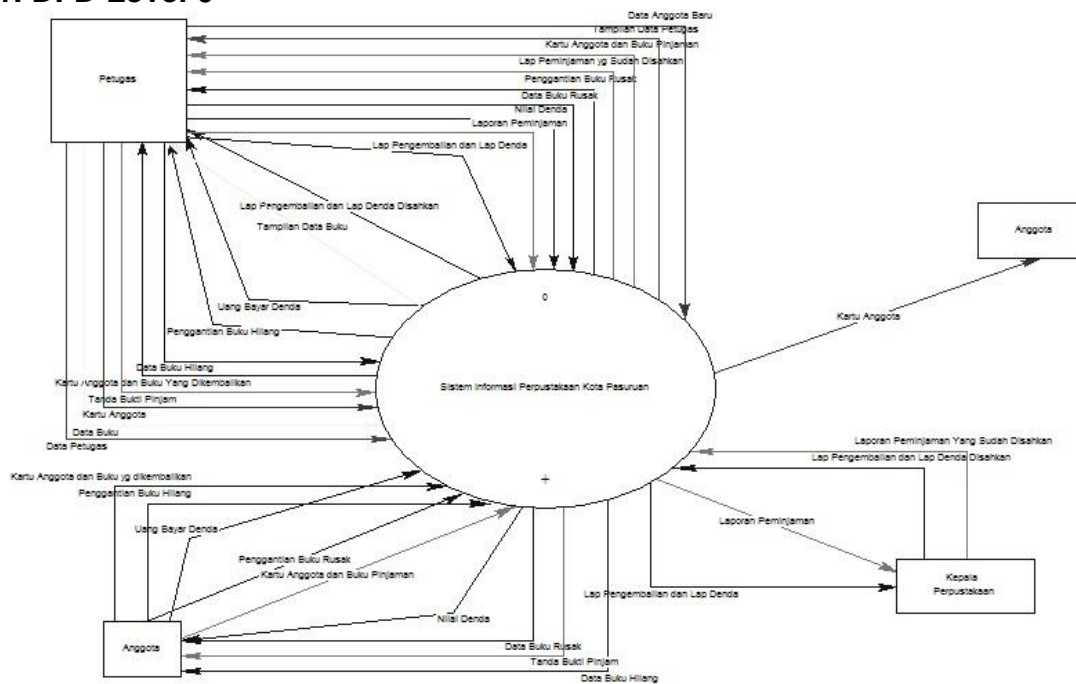 Data Anggota Baru
Tampilan Data Petugas
Kartu Anggota dan Buku Pinjaman
Lap Peminjaman yg Sudah Disahkan
Petugas
Penggantian Buku Rusak
Data Buku Rusak
Nilai Denda
Laporan Peminjaman
Lap Pengembalian dan Lap Denda
Lap Pengembalian dan Lap Denda Disahkan
Tampilan Data Buku
Anggota
0
Uang Bayar Denda
Kartu Anggota
Penggantian Buku Hilang
Data Buku Hilang
Kartu Anggota dan Buku Yang Dikembalikan
Sistem Informasi Perpustakaan Kota Pasuruan
Tanda Bukti Pinjam
Kartu Anggota
Data Buku
Data Petugas
Laporan Peminjaman Yang Sudah Disahkan
Lap Pengembalian dan Lap Denda Disahkan
Kartu Anggota dan Buku yg dikembalikan
+
Penggantian Buku Hilang
Laporan Peminjaman
Uang Bayar Denda
Penggantian Buku Rusak
Kartu Anggota dan Buku Pinjaman
Kepala
Perpustakaan
Lap Pengembalian dan Lap Denda
Nilai Denda
Anggota
Data Buku Rusak
Tanda Bukti Pinjam
Data Buku Hilang